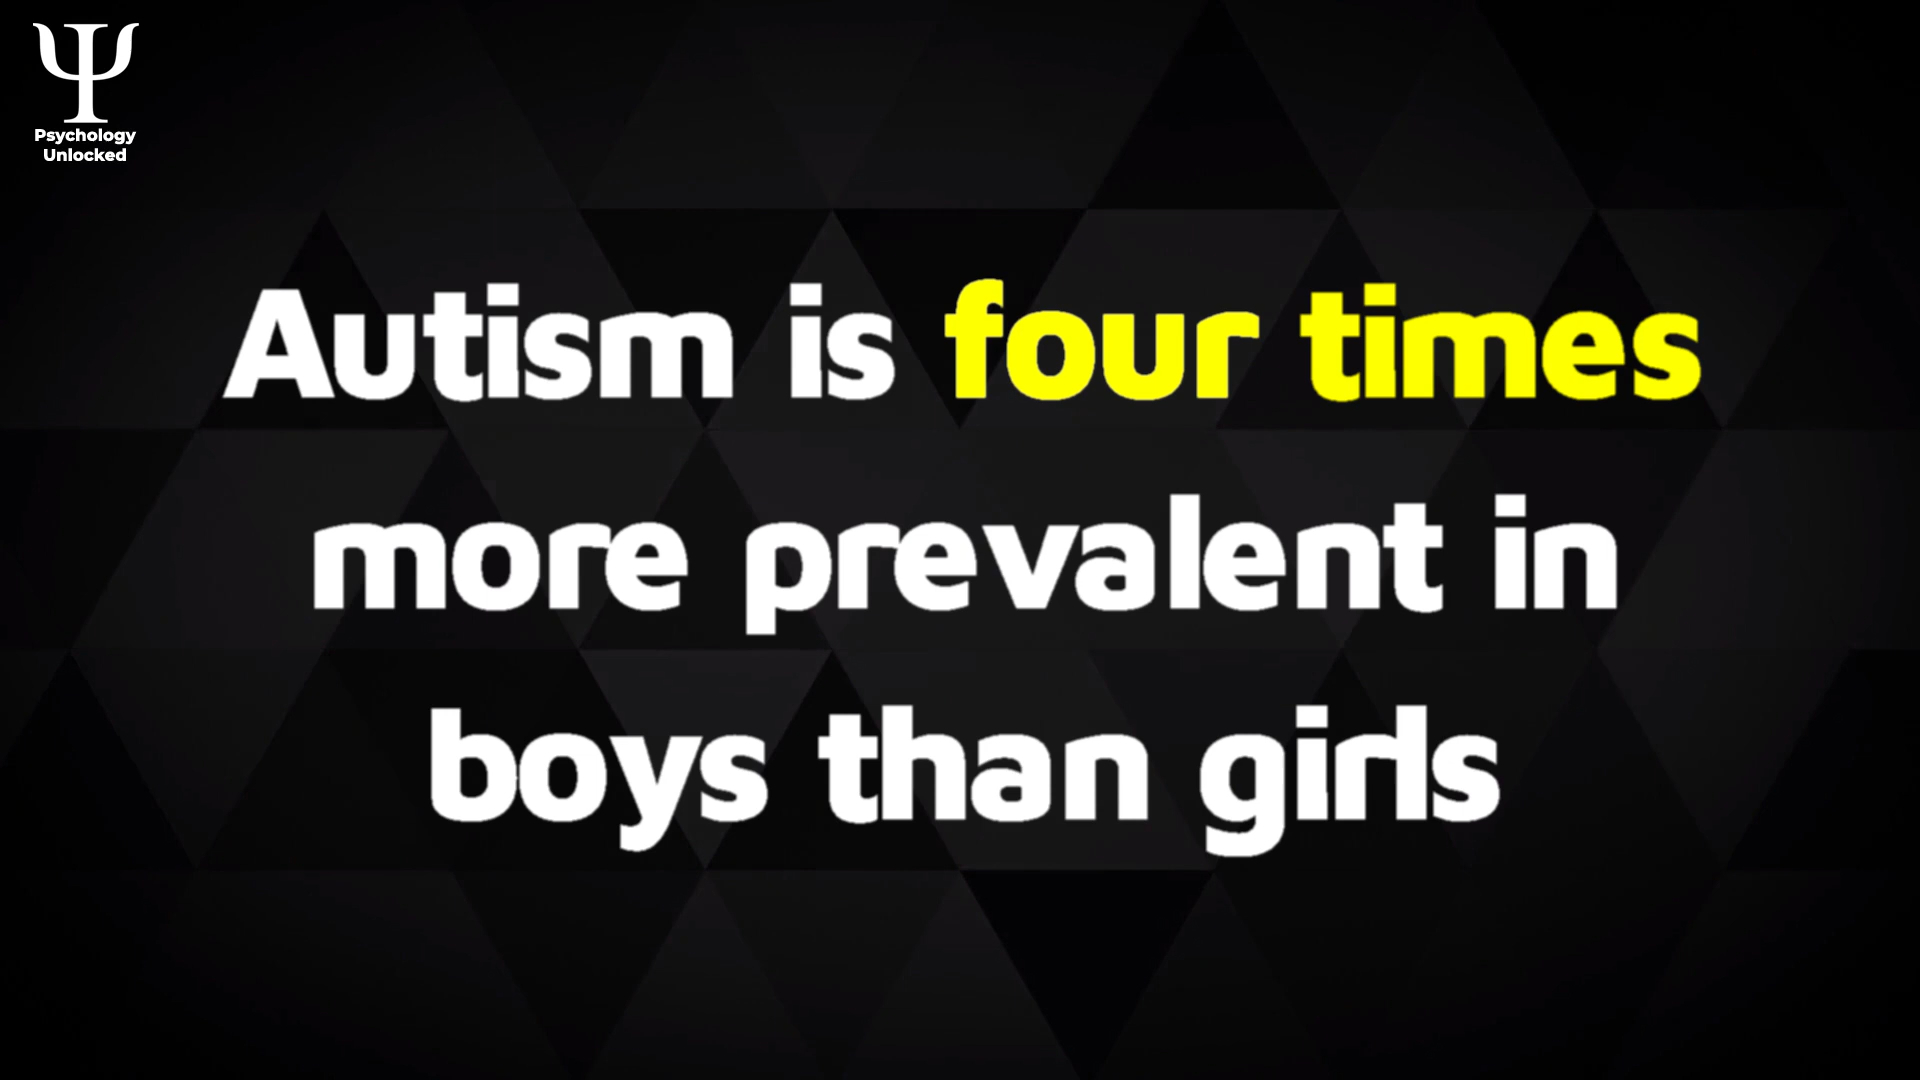 Ψ
Psychology
Unlocked
Autism is four times
more prevalent in
boys than girls